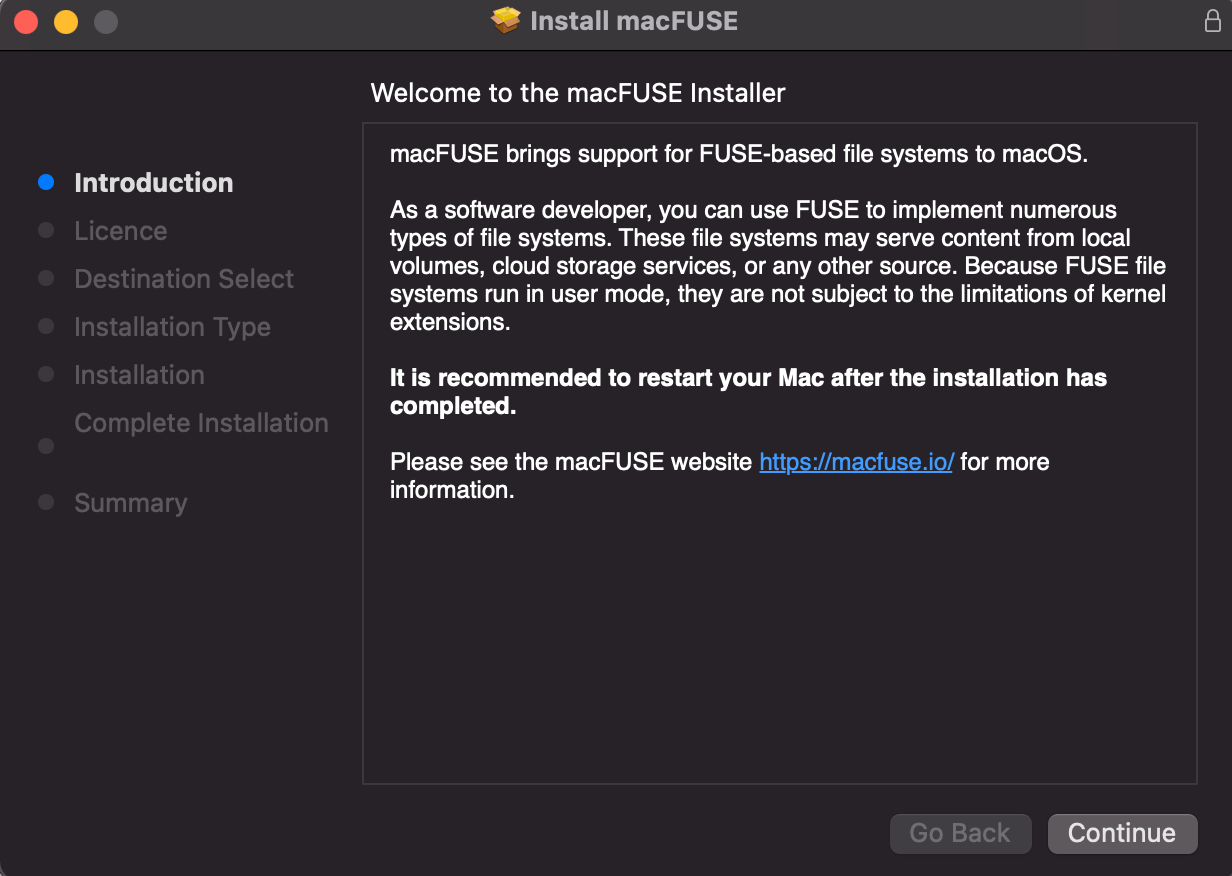 Install macFUSE
Welcome to the macFUSE Installer
Introduction
Licence
Destination Select
Installation Type
Installation
Complete Installation
Summary
macFUSE brings support for FUSE-based file systems to macOS.
As a software developer, you can use FUSE to implement numerous
types of file systems. These file systems may serve content from local
volumes, cloud storage services, or any other source. Because FUSE file
systems run in user mode, they are not subject to the limitations of kernel
extensions.
It is recommended to restart your Mac after the installation has
completed.
Please see the macFUSE website https://macfuse.io/ for more
information.
Go Back
Continue